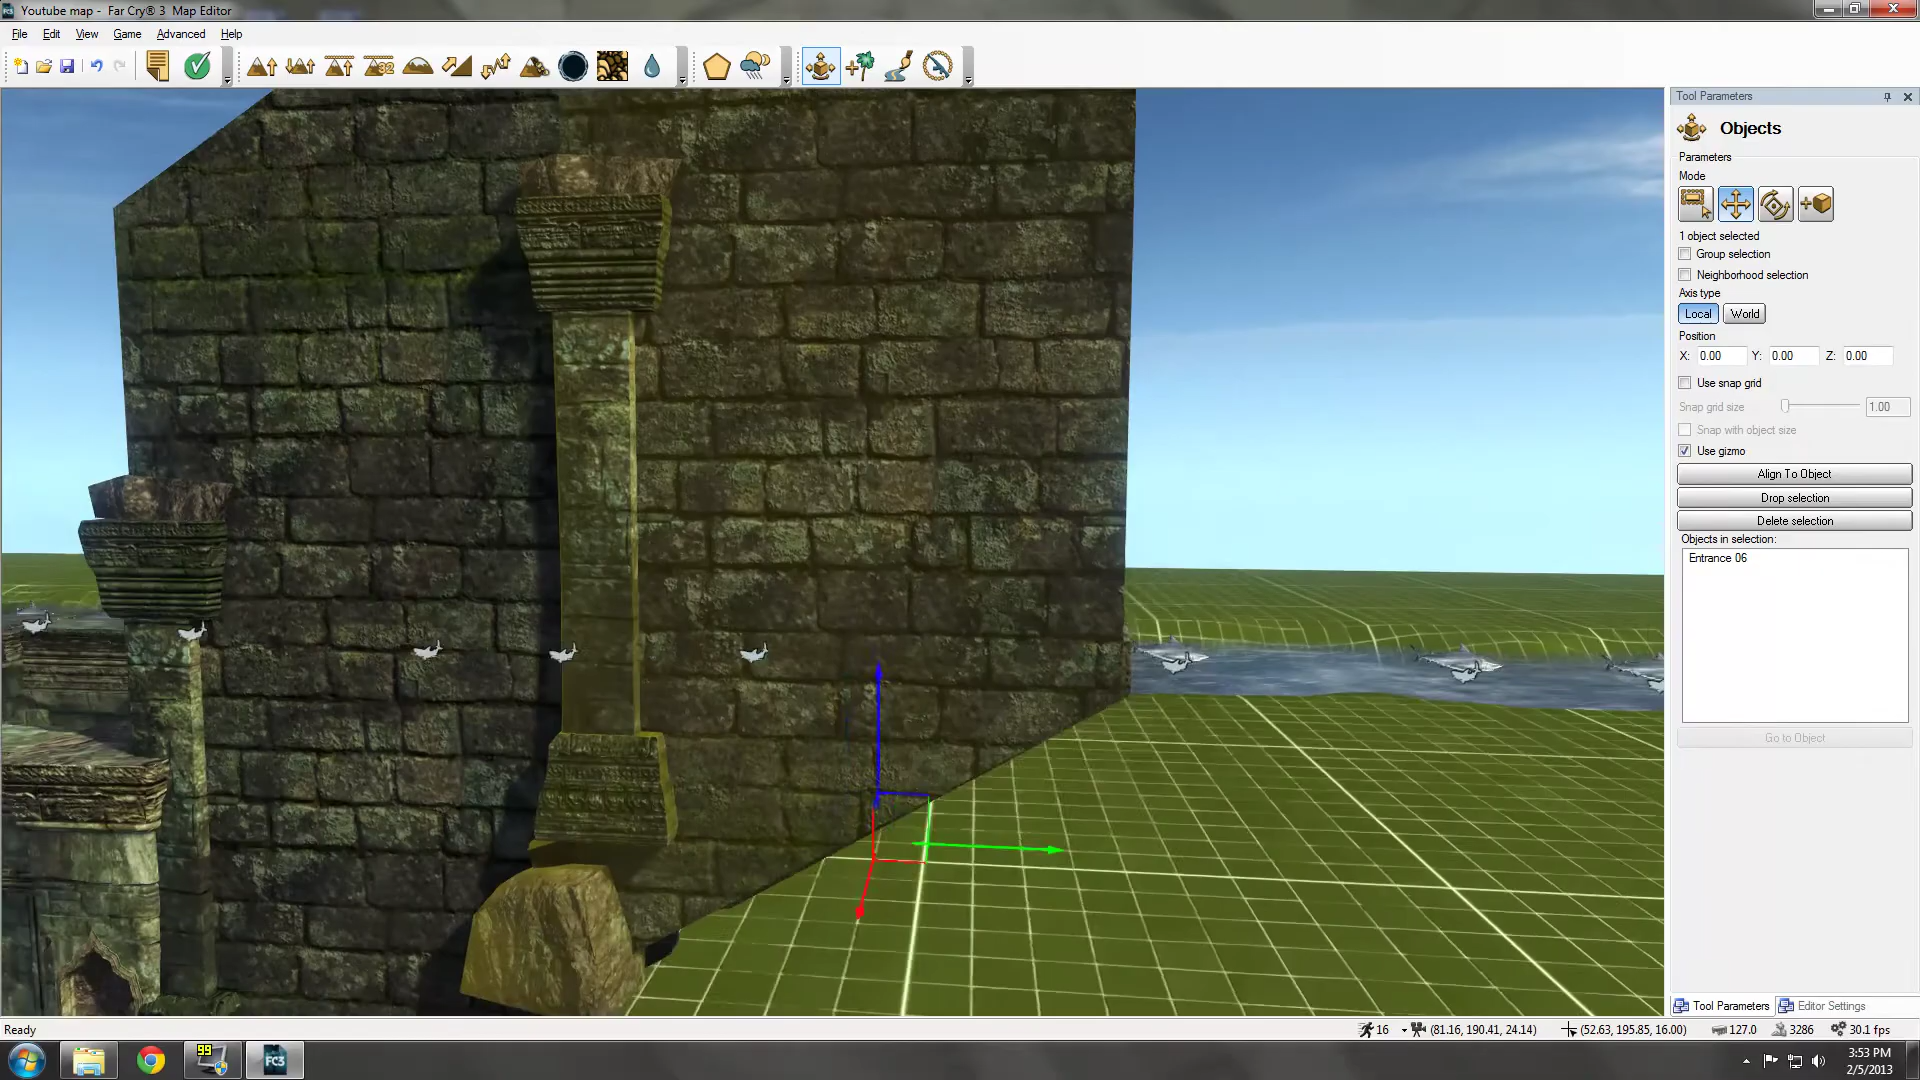 Youtube map - Far Cry® 3 Map Editor
File Edit View Game Advanced Help
32
Tool Parameters
Objects
Parameters
Mode
1 object selected
Group selection
Neighborhood selection
Axis type
Local World
Position
X: 0.00 Y: 0.00 Z: 0.00
Use snap grid
Snap grid size 1.00
Snap with object size
Use gizmo
Align To Object
Drop selection
Delete selection
Objects in selection:
Entrance 06
Go to Object
Tool Parameters Editor Settings
Ready 16 (81.16, 190.41, 24.14) (52.63, 195.85, 16.00) 127.0 3286 30.1 fps
99 FC3 3:53 PM
2/5/2013